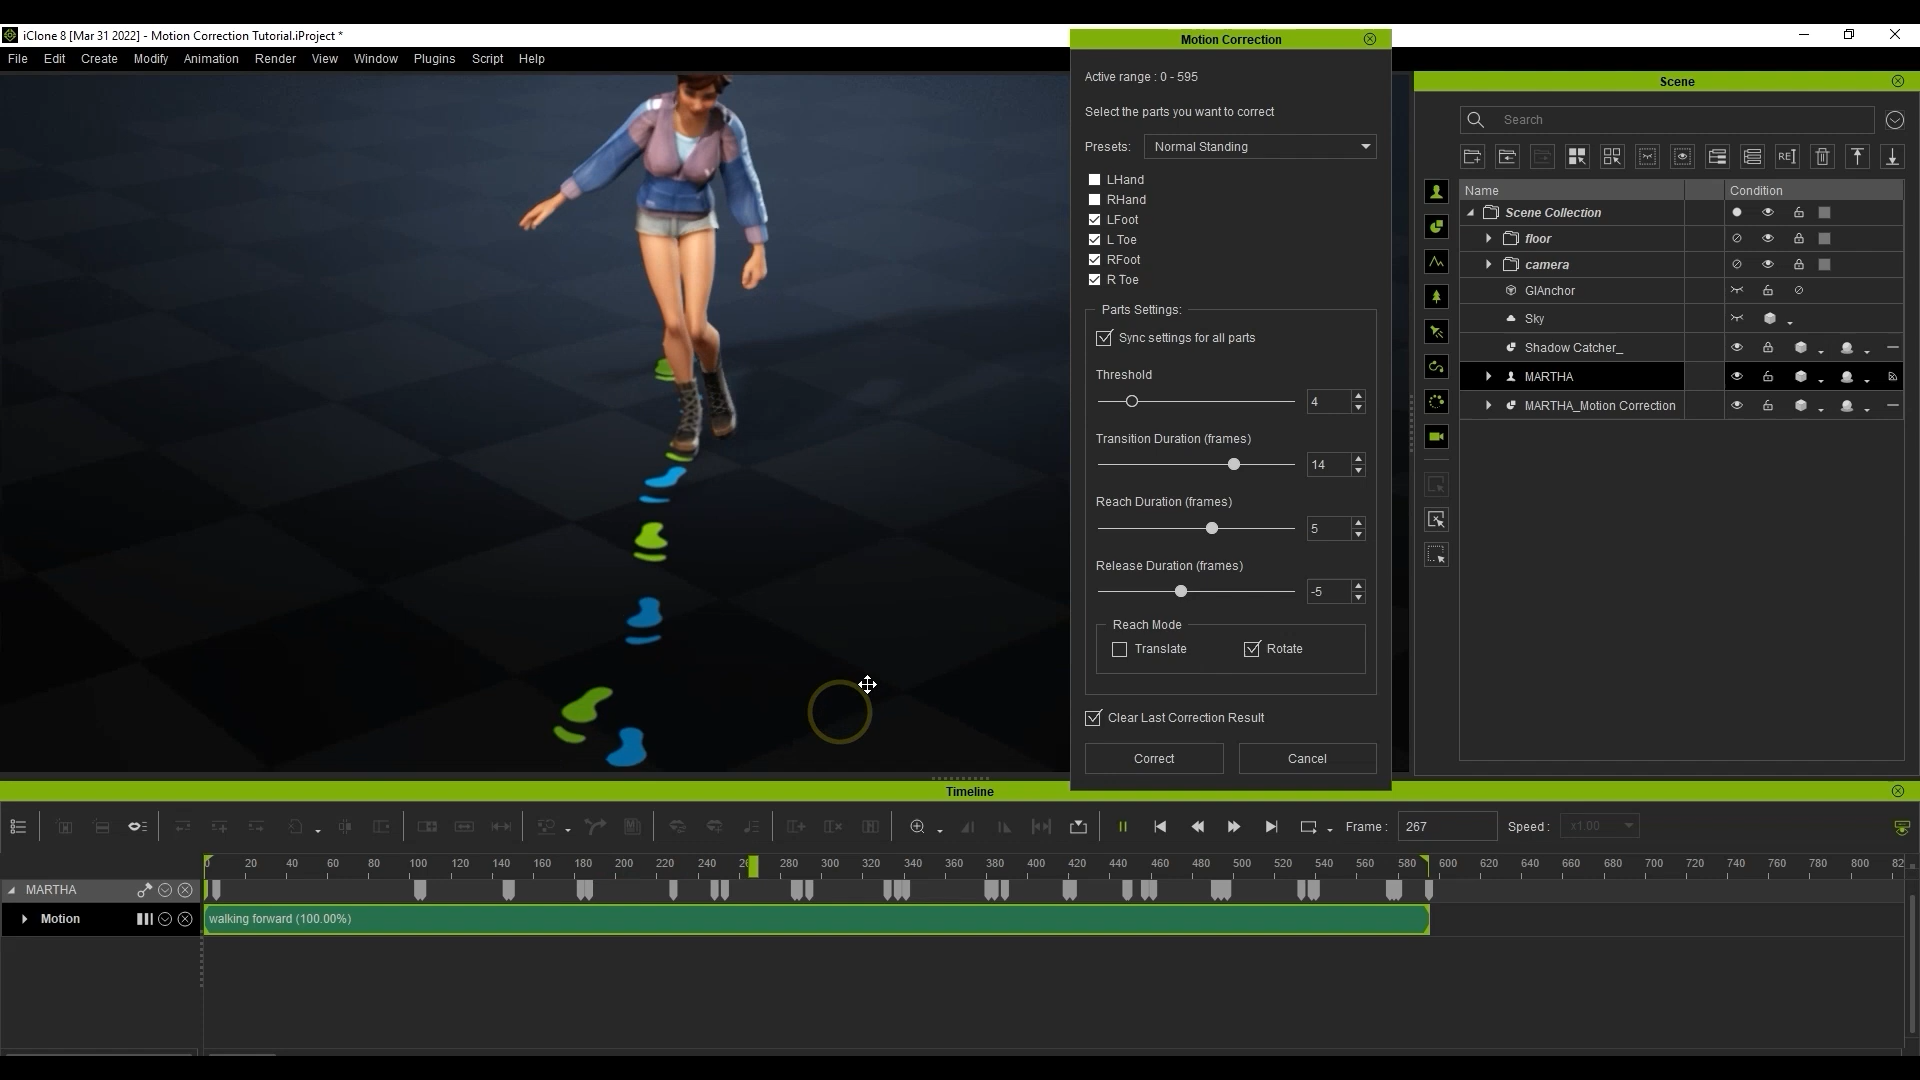 iClone 8 [Mar 31 2022] - Motion Correction Tutorial.iProject *
File Edit Create Modify Animation Render View Window Plugins Script Help
Motion Correction
Active range : 0 - 595
Select the parts you want to correct
Presets: Normal Standing
LHand
RHand
LFoot
L Toe
RFoot
R Toe
Parts Settings:
Sync settings for all parts
Threshold
4
Transition Duration (frames)
14
Reach Duration (frames)
5
Release Duration (frames)
-5
Reach Mode
Translate Rotate
Clear Last Correction Result
Correct Cancel
Scene
Search
RE
Name Condition
Scene Collection
floor
camera
GIAnchor
Sky
Shadow Catcher_
MARTHA
MARTHA_Motion Correction
Timeline
Frame : 267 Speed : x1.00
0 20 40 60 80 100 120 140 160 180 200 220 240 26 280 300 320 340 360 380 400 420 440 460 480 500 520 540 560 580 600 620 640 660 680 700 720 740 760 780 800 82
MARTHA
Motion walking forward (100.00%)